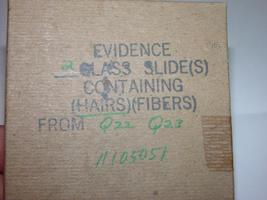 EVIDENCE
2 GLASS SLIDE(S)
CONTAINING
(HAIRS)(FIBERS)
FROM Q22 Q23
11105051